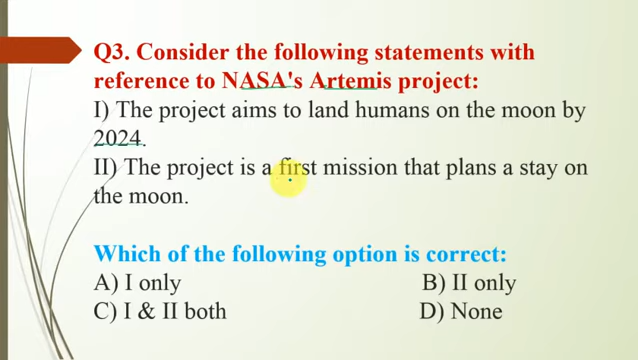 Q3. Consider the following statements with
reference to NASA's Artemis project:
I) The project aims to land humans on the moon by
2024.
II) The project is a first mission that plans a stay on
the moon.
Which of the following option is correct:
A) I only B) II only
C) I & II both D) None